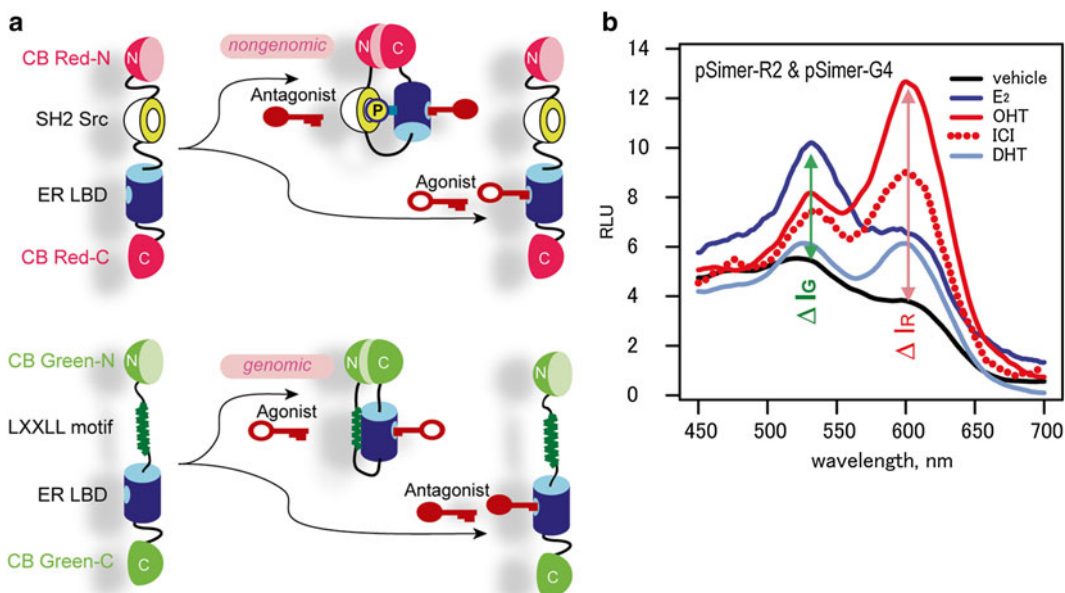 a
CB Red-N
N
SH2 Src
ER LBD
CB Red-C
C
nongenomic
N C
Antagonist
P
Agonist
N
C
CB Green-N
N
LXXLL motif
ER LBD
CB Green-C
C
genomic
N C
Agonist
Antagonist
N
C
b
pSimer-R2 & pSimer-G4
vehicle
E2
OHT
ICI
DHT
14
12
10
8
6
4
2
0
RLU
Δ IG
Δ IR
450 500 550 600 650 700
wavelength, nm